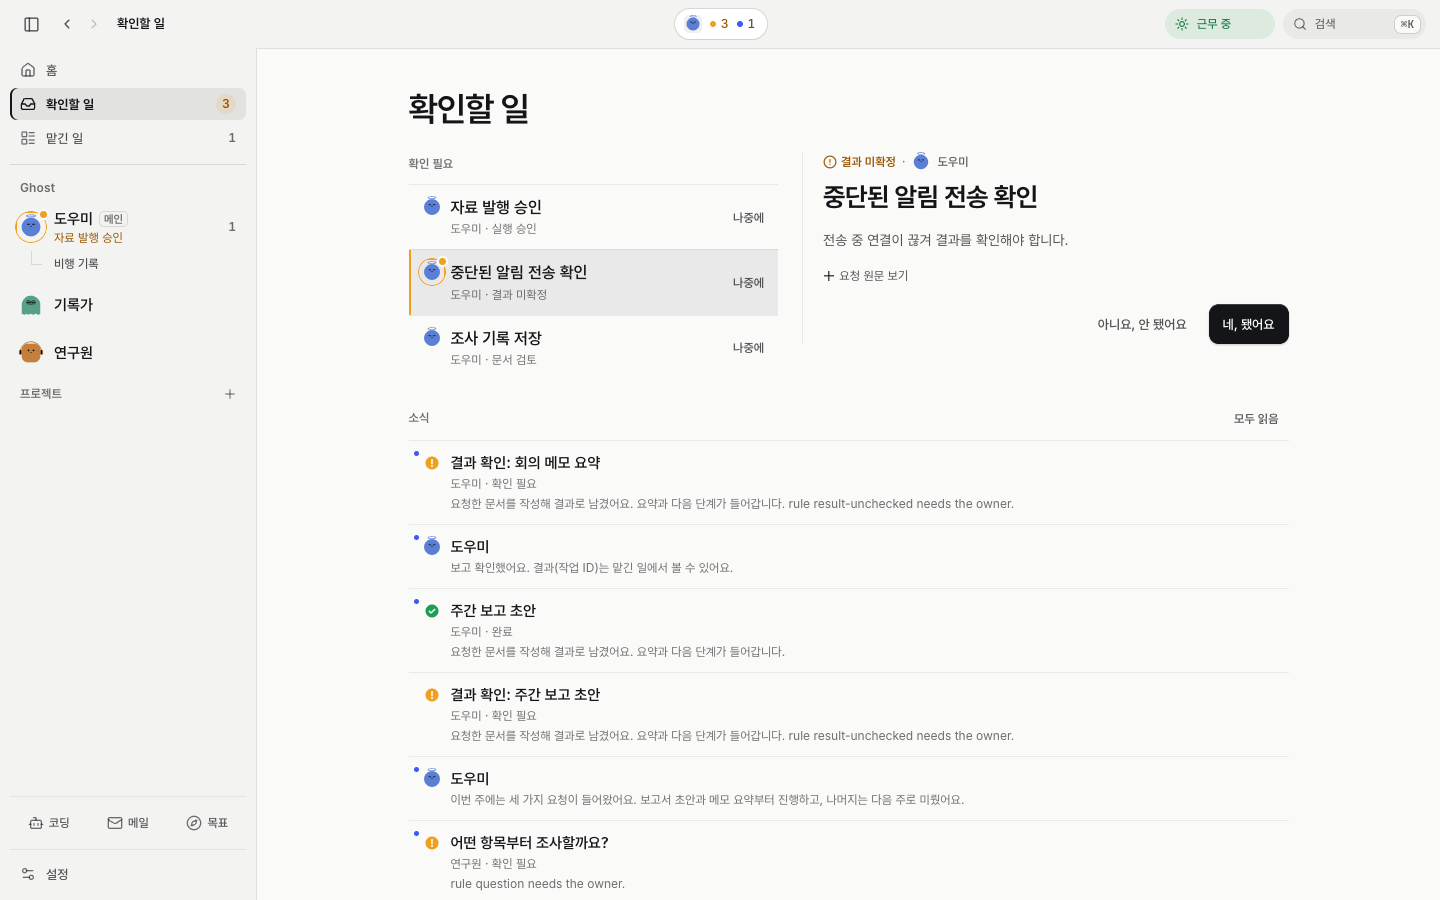 확인할 일
3
1
근무 중
검색
⌘K
홈
확인할 일
3
맡긴 일
1
Ghost
도우미
메인
자료 발행 승인
1
비행 기록
기록가
연구원
프로젝트
코딩
메일
목표
설정
확인할 일
확인 필요
자료 발행 승인
도우미 · 실행 승인
나중에
중단된 알림 전송 확인
도우미 · 결과 미확정
나중에
조사 기록 저장
도우미 · 문서 검토
나중에
결과 미확정 · 도우미
중단된 알림 전송 확인
전송 중 연결이 끊겨 결과를 확인해야 합니다.
요청 원문 보기
아니요, 안 됐어요
네, 됐어요
소식
모두 읽음
결과 확인: 회의 메모 요약
도우미 · 확인 필요
요청한 문서를 작성해 결과로 남겼어요. 요약과 다음 단계가 들어갑니다. rule result-unchecked needs the owner.
도우미
보고 확인했어요. 결과(작업 ID)는 맡긴 일에서 볼 수 있어요.
주간 보고 초안
도우미 · 완료
요청한 문서를 작성해 결과로 남겼어요. 요약과 다음 단계가 들어갑니다.
결과 확인: 주간 보고 초안
도우미 · 확인 필요
요청한 문서를 작성해 결과로 남겼어요. 요약과 다음 단계가 들어갑니다. rule result-unchecked needs the owner.
도우미
이번 주에는 세 가지 요청이 들어왔어요. 보고서 초안과 메모 요약부터 진행하고, 나머지는 다음 주로 미뤘어요.
어떤 항목부터 조사할까요?
연구원 · 확인 필요
rule question needs the owner.